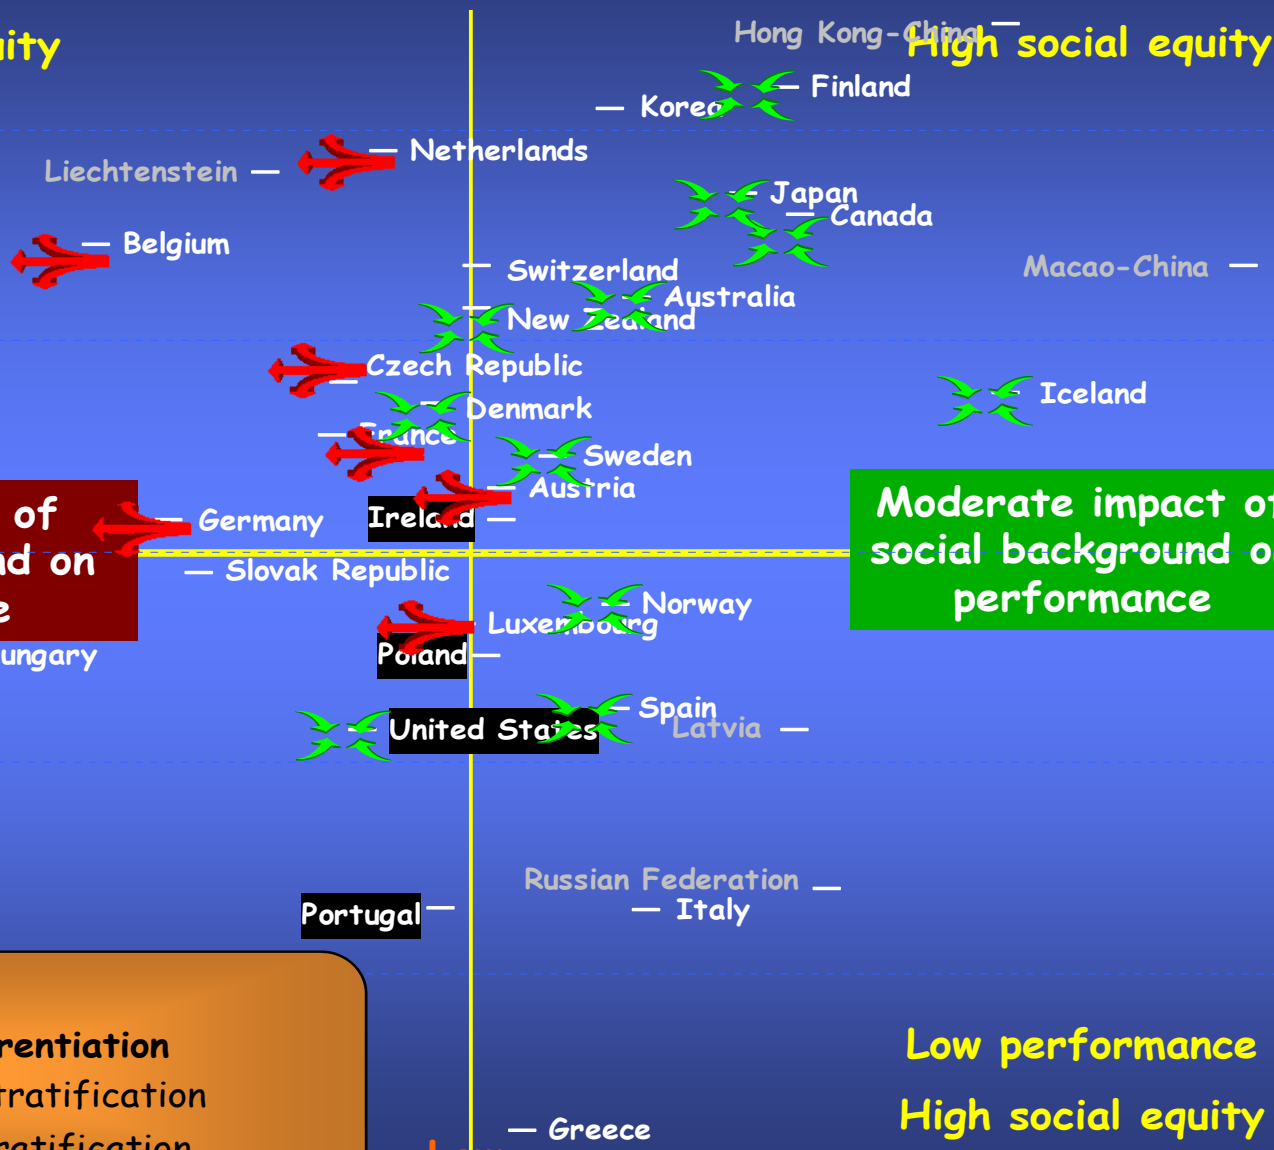 ity
Hong Kong-China
High social equity
Finland
Korea
Netherlands
Liechtenstein
Japan
Canada
Belgium
Switzerland
Macao-China
Australia
New Zealand
Czech Republic
Iceland
Denmark
France
Sweden
Austria
Ireland
Germany
of
nd on
e
Moderate impact of
social background o
performance
Slovak Republic
Norway
Luxembourg
Poland
ungary
Spain
United States
Latvia
Russian Federation
Portugal
Italy
rentiation
tratification
ratification
Low performance
High social equity
Greece